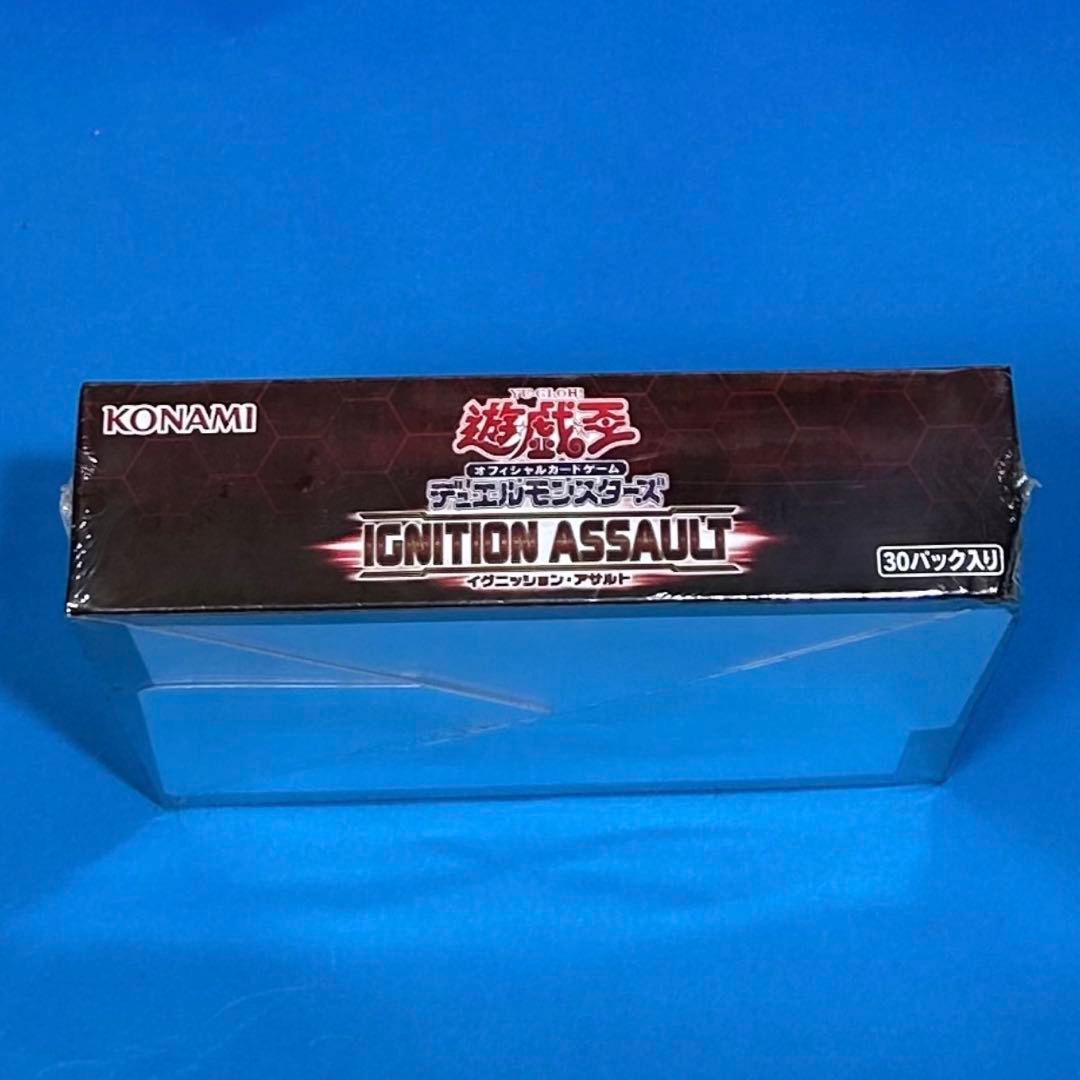 KONAMI
YU-GI-OH!
遊戯王
オフィシャルカードゲーム
デュエルモンスターズ
IGNITION ASSAULT
イグニッション・アサルト
30パック入り